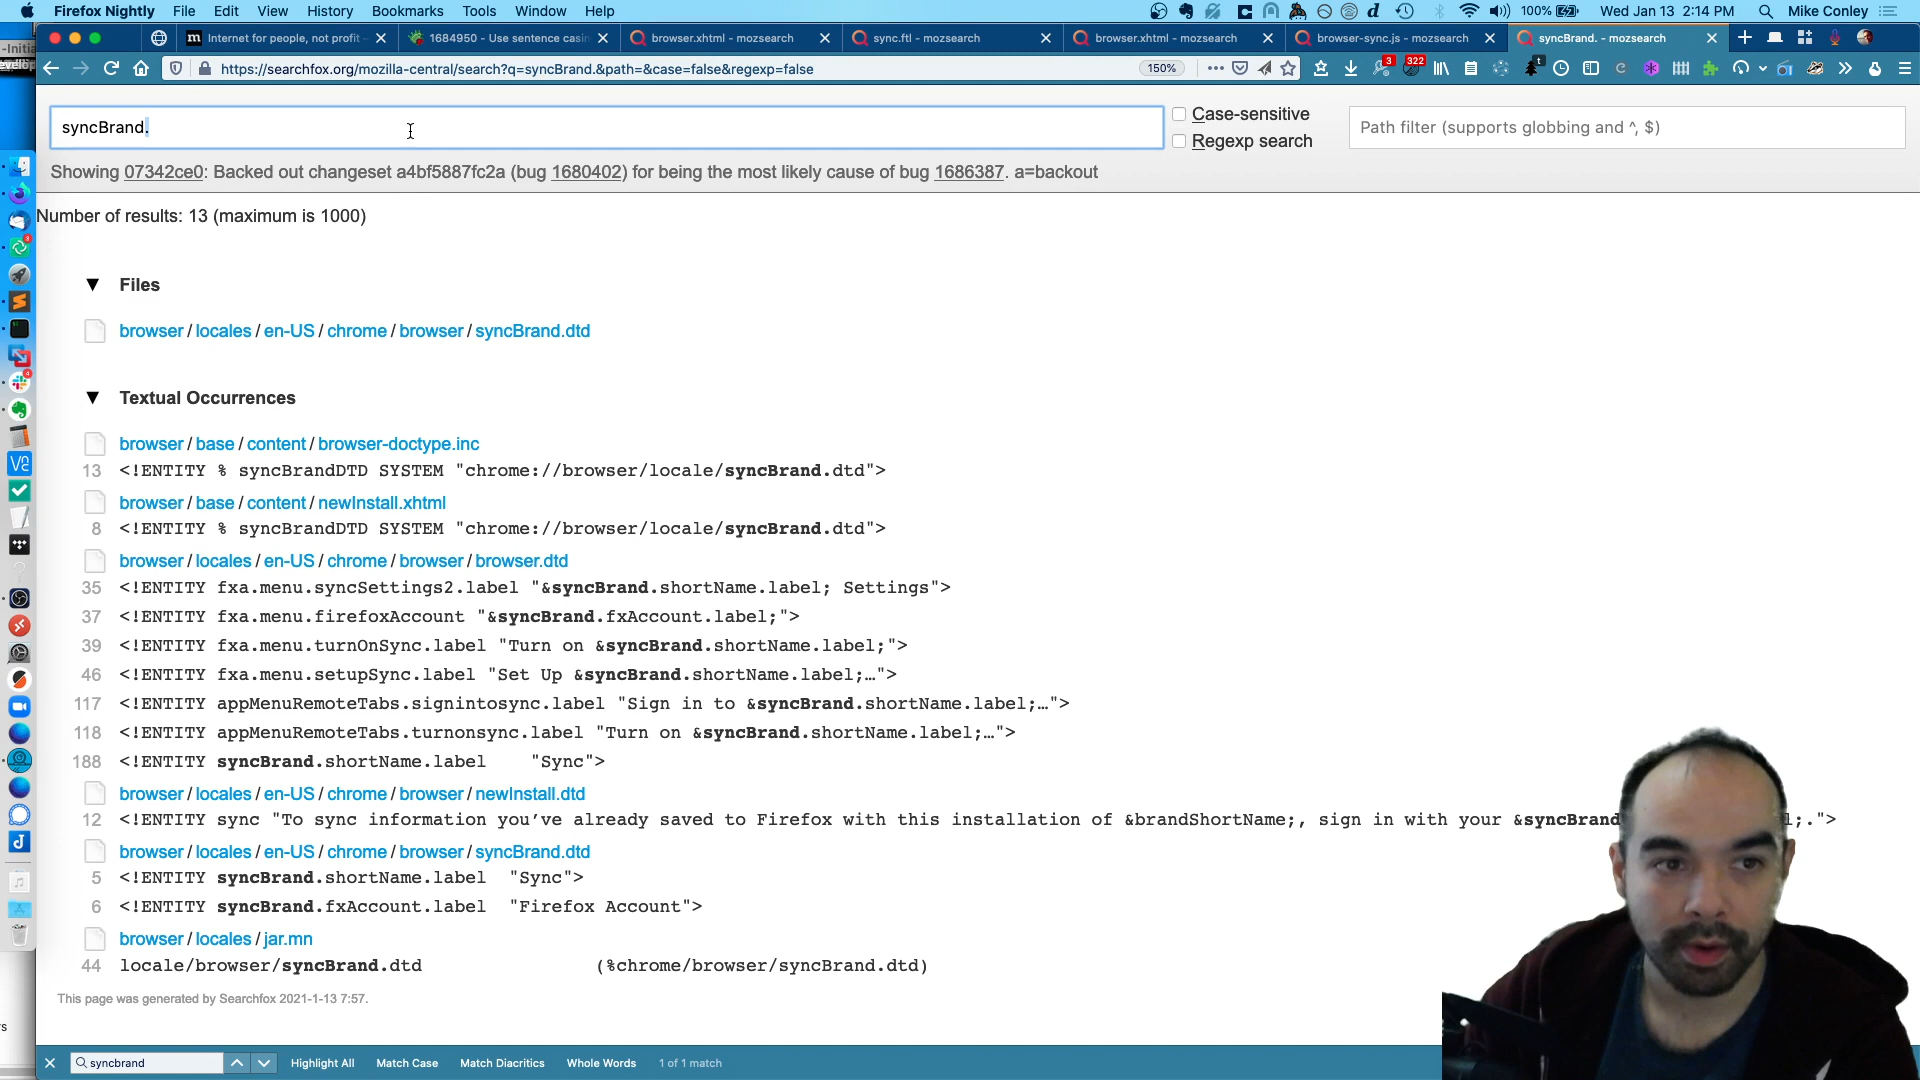 Firefox Nightly File Edit View History Bookmarks Tools Window Help d 100% Wed Jan 13 2:14 PM Mike Conley
m Internet for people, not profit 1684950 - Use sentence casin browser.xhtml - mozsearch sync.ftl - mozsearch browser.xhtml - mozsearch browser-sync.js - mozsearch syncBrand. - mozsearch
https://searchfox.org/mozilla-central/search?q=syncBrand.&path=&case=false&regexp=false 150% 3 322
syncBrand.
Case-sensitive
Regexp search
Path filter (supports globbing and ^, $)
Showing 07342ce0: Backed out changeset a4bf5887fc2a (bug 1680402) for being the most likely cause of bug 1686387. a=backout
Number of results: 13 (maximum is 1000)
▼ Files
browser / locales / en-US / chrome / browser / syncBrand.dtd
▼ Textual Occurrences
browser / base / content / browser-doctype.inc
13 <!ENTITY % syncBrandDTD SYSTEM "chrome://browser/locale/syncBrand.dtd">
browser / base / content / newInstall.xhtml
8 <!ENTITY % syncBrandDTD SYSTEM "chrome://browser/locale/syncBrand.dtd">
browser / locales / en-US / chrome / browser / browser.dtd
35 <!ENTITY fxa.menu.syncSettings2.label "&syncBrand.shortName.label; Settings">
37 <!ENTITY fxa.menu.firefoxAccount "&syncBrand.fxAccount.label;">
39 <!ENTITY fxa.menu.turnOnSync.label "Turn on &syncBrand.shortName.label;">
46 <!ENTITY fxa.menu.setupSync.label "Set Up &syncBrand.shortName.label;…">
117 <!ENTITY appMenuRemoteTabs.signintosync.label "Sign in to &syncBrand.shortName.label;…">
118 <!ENTITY appMenuRemoteTabs.turnonsync.label "Turn on &syncBrand.shortName.label;…">
188 <!ENTITY syncBrand.shortName.label "Sync">
browser / locales / en-US / chrome / browser / newInstall.dtd
12 <!ENTITY sync "To sync information you’ve already saved to Firefox with this installation of &brandShortName;, sign in with your &syncBrand l;.">
browser / locales / en-US / chrome / browser / syncBrand.dtd
5 <!ENTITY syncBrand.shortName.label "Sync">
6 <!ENTITY syncBrand.fxAccount.label "Firefox Account">
browser / locales / jar.mn
44 locale/browser/syncBrand.dtd (%chrome/browser/syncBrand.dtd)
This page was generated by Searchfox 2021-1-13 7:57.
syncbrand Highlight All Match Case Match Diacritics Whole Words 1 of 1 match